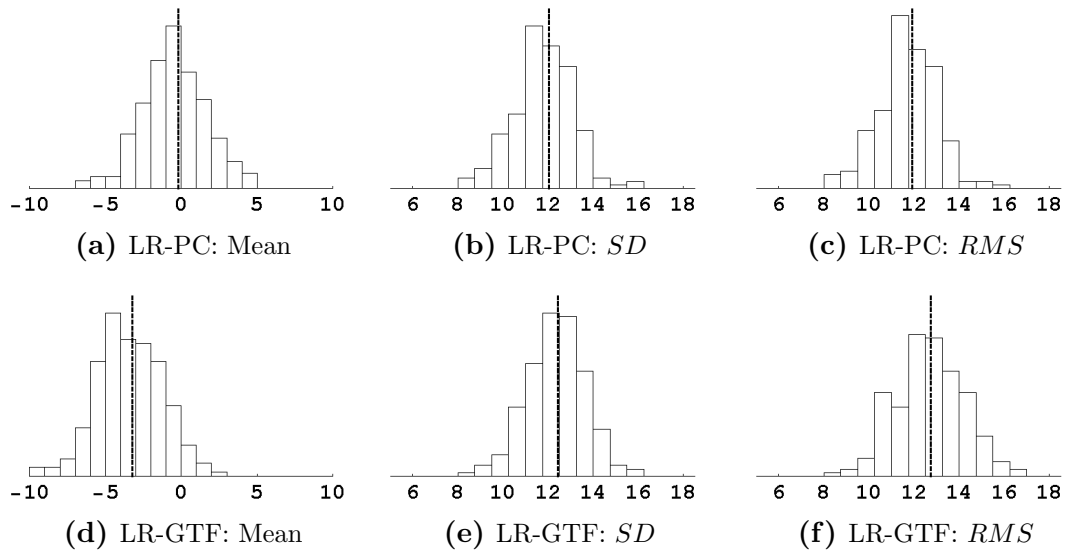 -10 -5 0 5 10
6 8 10 12 14 16 18
6 8 10 12 14 16 18
(a) LR-PC: Mean
(b) LR-PC: SD
(c) LR-PC: RMS
-10 -5 0 5 10
6 8 10 12 14 16 18
6 8 10 12 14 16 18
(d) LR-GTF: Mean
(e) LR-GTF: SD
(f) LR-GTF: RMS